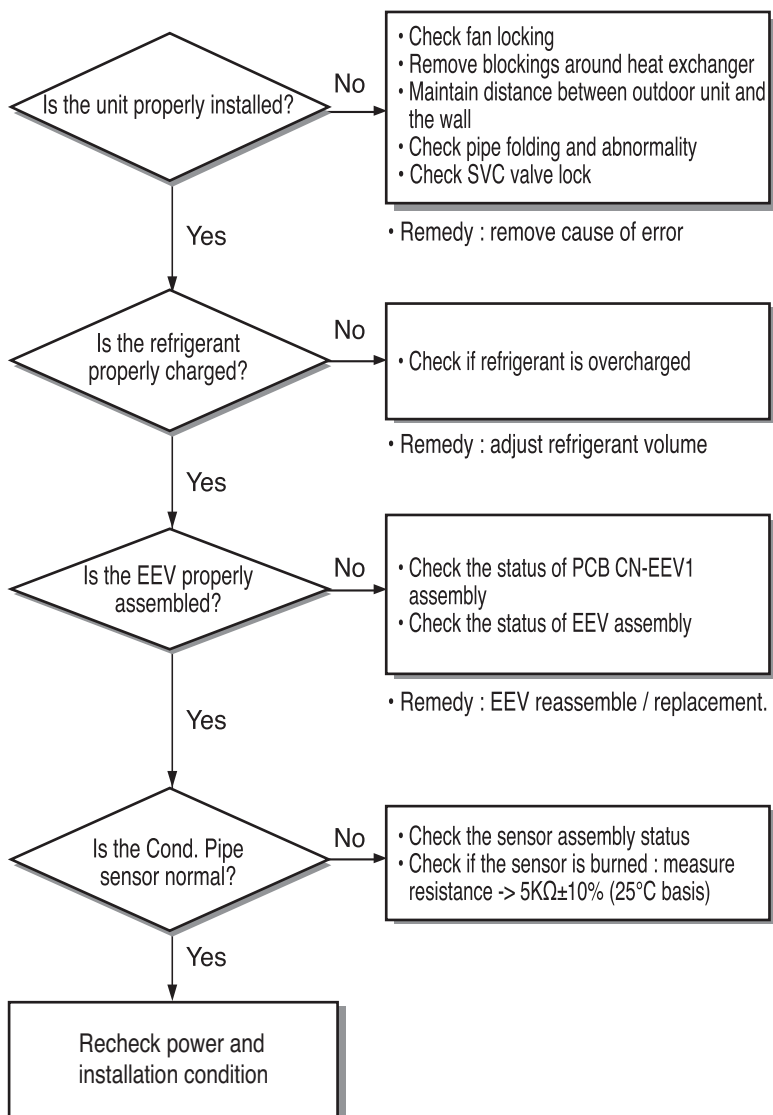 Is the unit properly installed?
No
• Check fan locking
• Remove blockings around heat exchanger
• Maintain distance between outdoor unit and
the wall
• Check pipe folding and abnormality
• Check SVC valve lock
• Remedy : remove cause of error
Yes
Is the refrigerant
properly charged?
No
• Check if refrigerant is overcharged
• Remedy : adjust refrigerant volume
Yes
Is the EEV properly
assembled?
No
• Check the status of PCB CN-EEV1
assembly
• Check the status of EEV assembly
• Remedy : EEV reassemble / replacement.
Yes
Is the Cond. Pipe
sensor normal?
No
• Check the sensor assembly status
• Check if the sensor is burned : measure
resistance -> 5KΩ±10% (25°C basis)
Yes
Recheck power and
installation condition